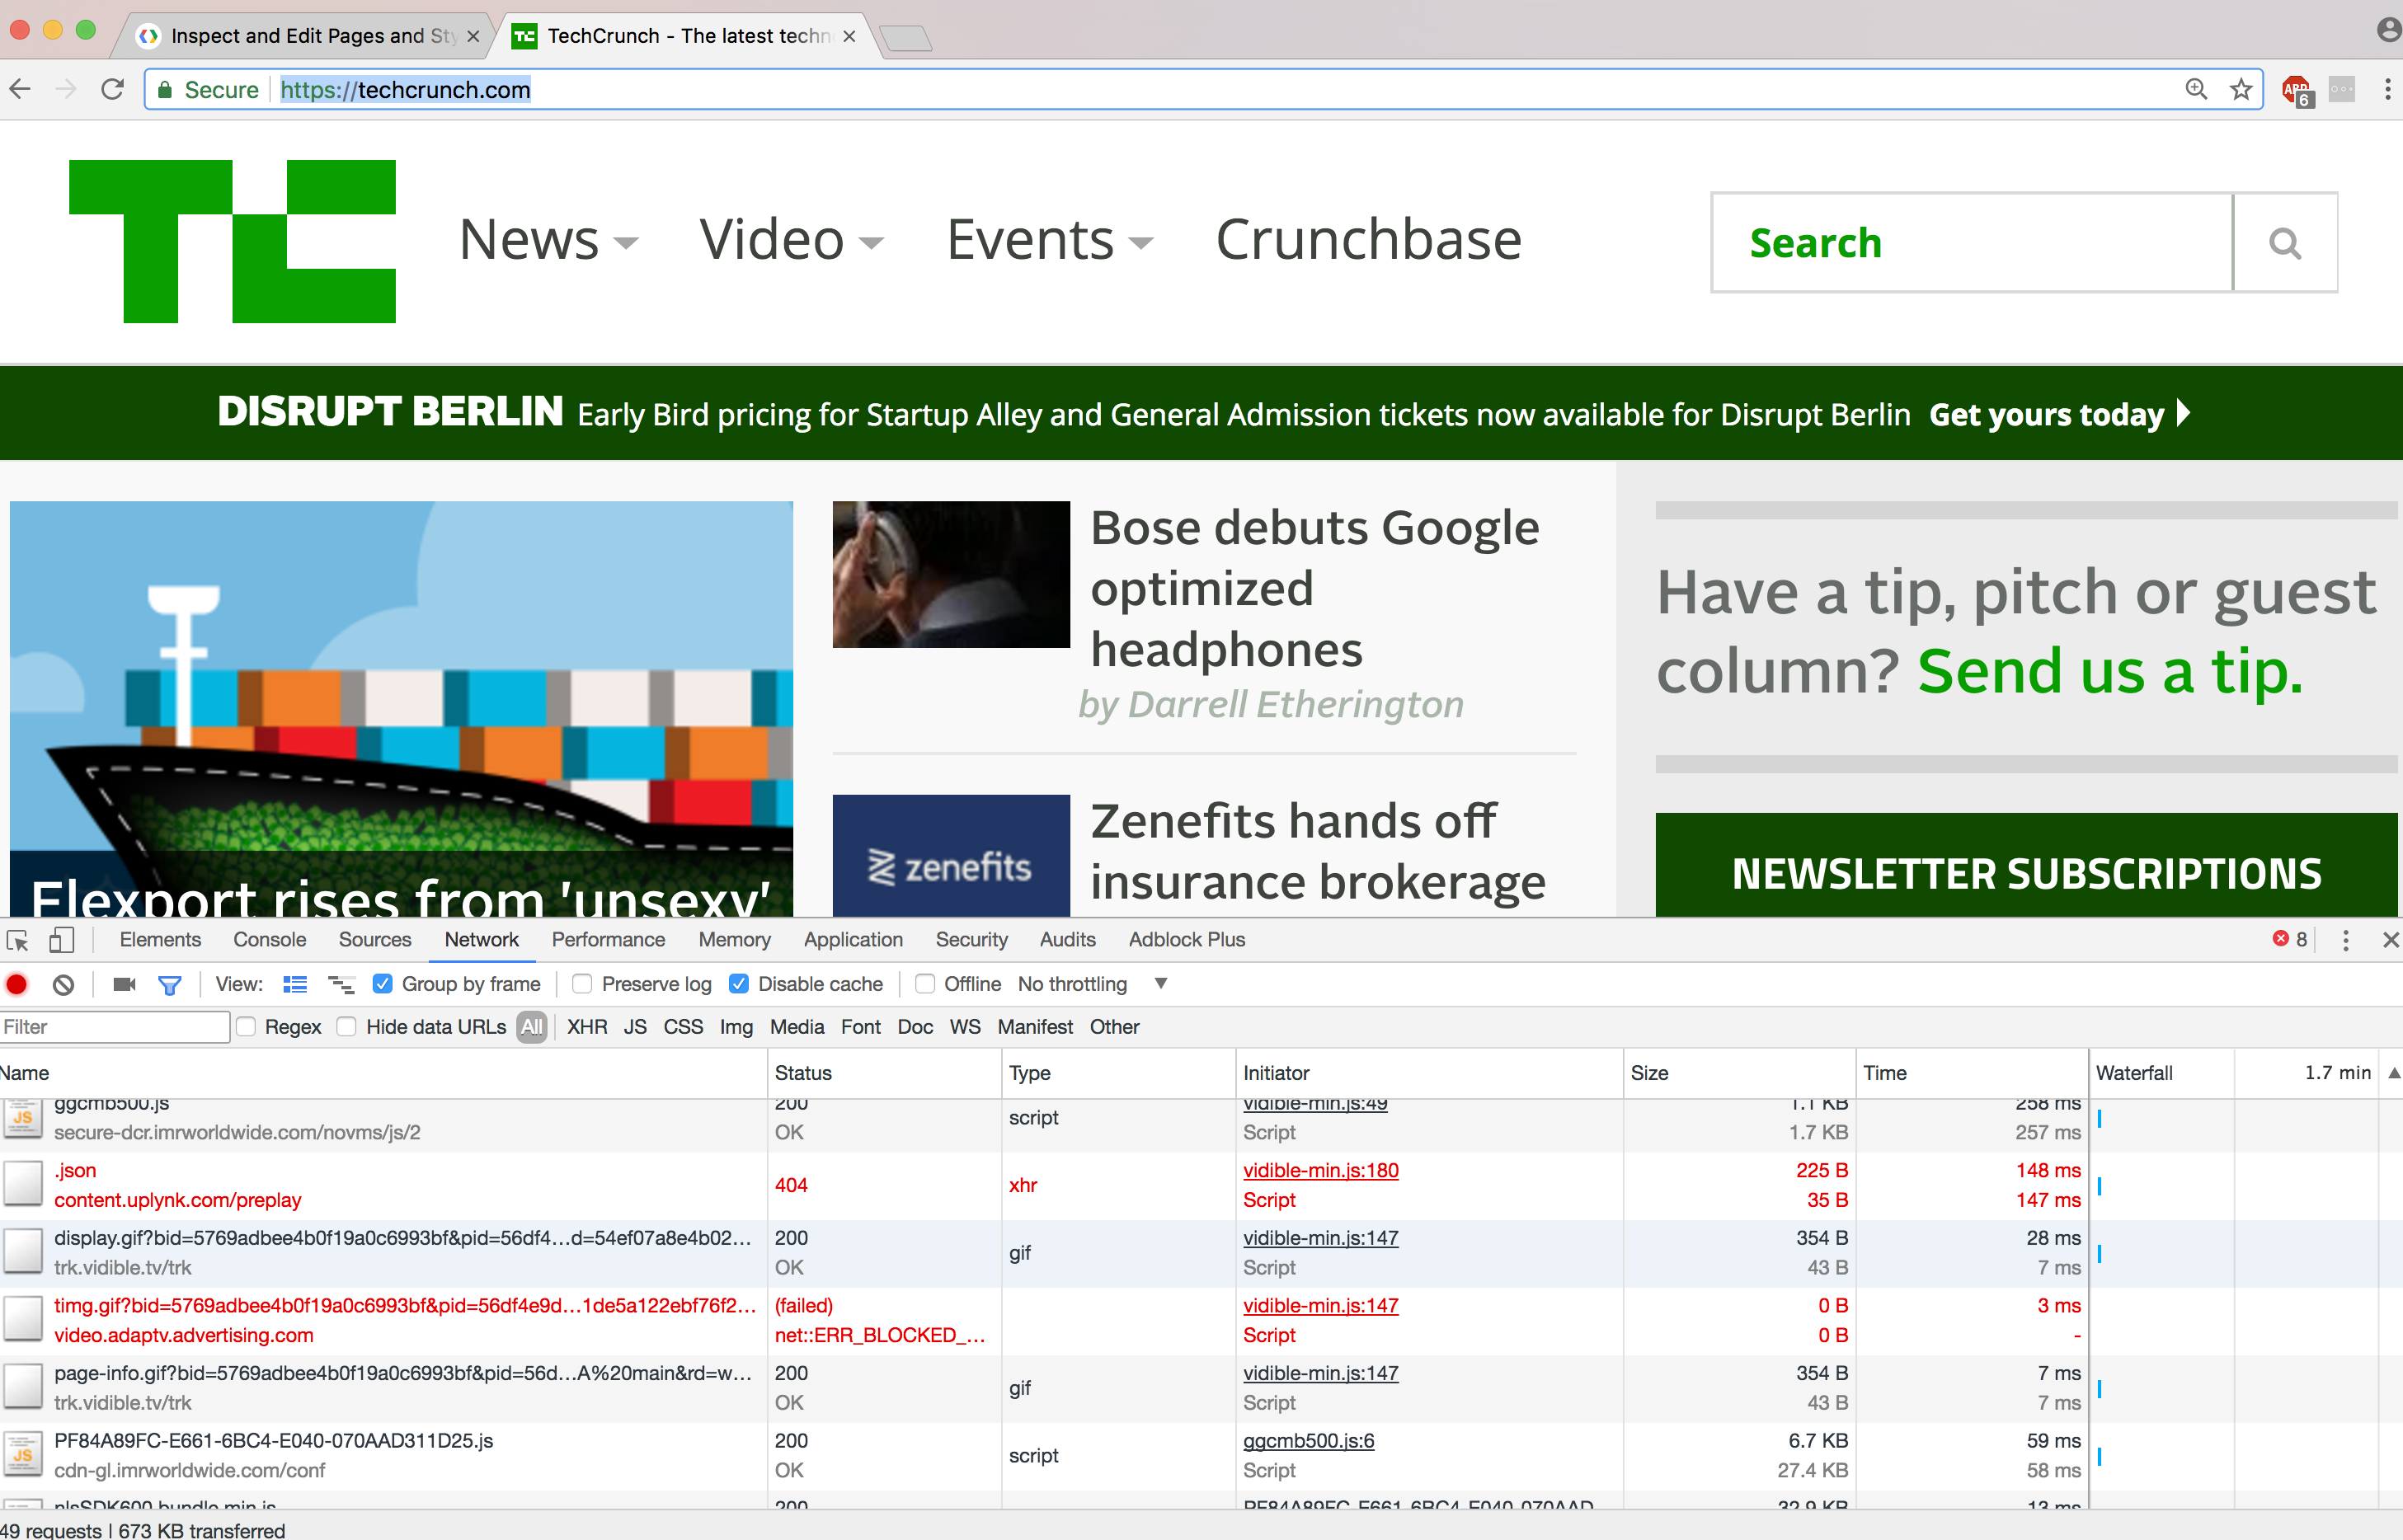 Inspect and Edit Pages and Sty
TechCrunch - The latest techn
Secure https://techcrunch.com
ABP 6
TC News Video Events Crunchbase Search
DISRUPT BERLIN Early Bird pricing for Startup Alley and General Admission tickets now available for Disrupt Berlin Get yours today
Flexport rises from 'unsexy'
Bose debuts Google
optimized
headphones
by Darrell Etherington
zenefits
Zenefits hands off
insurance brokerage
Have a tip, pitch or guest
column? Send us a tip.
NEWSLETTER SUBSCRIPTIONS
Elements Console Sources Network Performance Memory Application Security Audits Adblock Plus 8
View: Group by frame Preserve log Disable cache Offline No throttling
Filter Regex Hide data URLs All XHR JS CSS Img Media Font Doc WS Manifest Other
Name Status Type Initiator Size Time Waterfall 1.7 min
JS ggcmb500.js 200 script vidible-min.js:49 1.1 KB 258 ms
secure-dcr.imrworldwide.com/novms/js/2 OK Script 1.7 KB 257 ms
.json 404 xhr vidible-min.js:180 225 B 148 ms
content.uplynk.com/preplay Script 35 B 147 ms
display.gif?bid=5769adbee4b0f19a0c6993bf&pid=56df4…d=54ef07a8e4b02… 200 gif vidible-min.js:147 354 B 28 ms
trk.vidible.tv/trk OK Script 43 B 7 ms
timg.gif?bid=5769adbee4b0f19a0c6993bf&pid=56df4e9d…1de5a122ebf76f2… (failed) vidible-min.js:147 0 B 3 ms
video.adaptv.advertising.com net::ERR_BLOCKED_… Script 0 B -
page-info.gif?bid=5769adbee4b0f19a0c6993bf&pid=56d…A%20main&rd=w… 200 gif vidible-min.js:147 354 B 7 ms
trk.vidible.tv/trk OK Script 43 B 7 ms
JS PF84A89FC-E661-6BC4-E040-070AAD311D25.js 200 script ggcmb500.js:6 6.7 KB 59 ms
cdn-gl.imrworldwide.com/conf OK Script 27.4 KB 58 ms
nlsSDK600.bundle.min.js 200 PF84A89FC-E661-6BC4-E040-070AAD 32.9 KB 13 ms
49 requests | 673 KB transferred